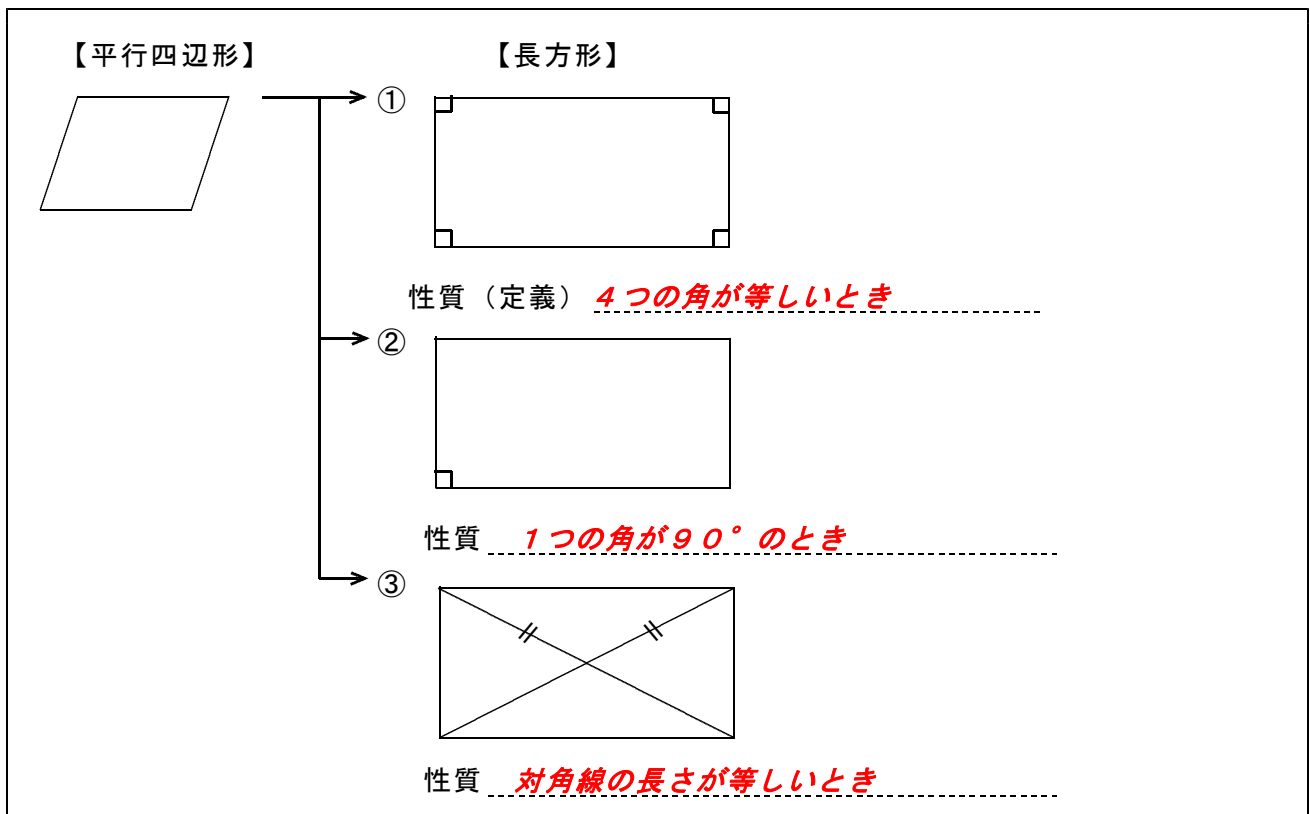 【平行四辺形】 【長方形】
①
性質（定義） ４つの角が等しいとき
②
性質 １つの角が９０°のとき
③
性質 対角線の長さが等しいとき